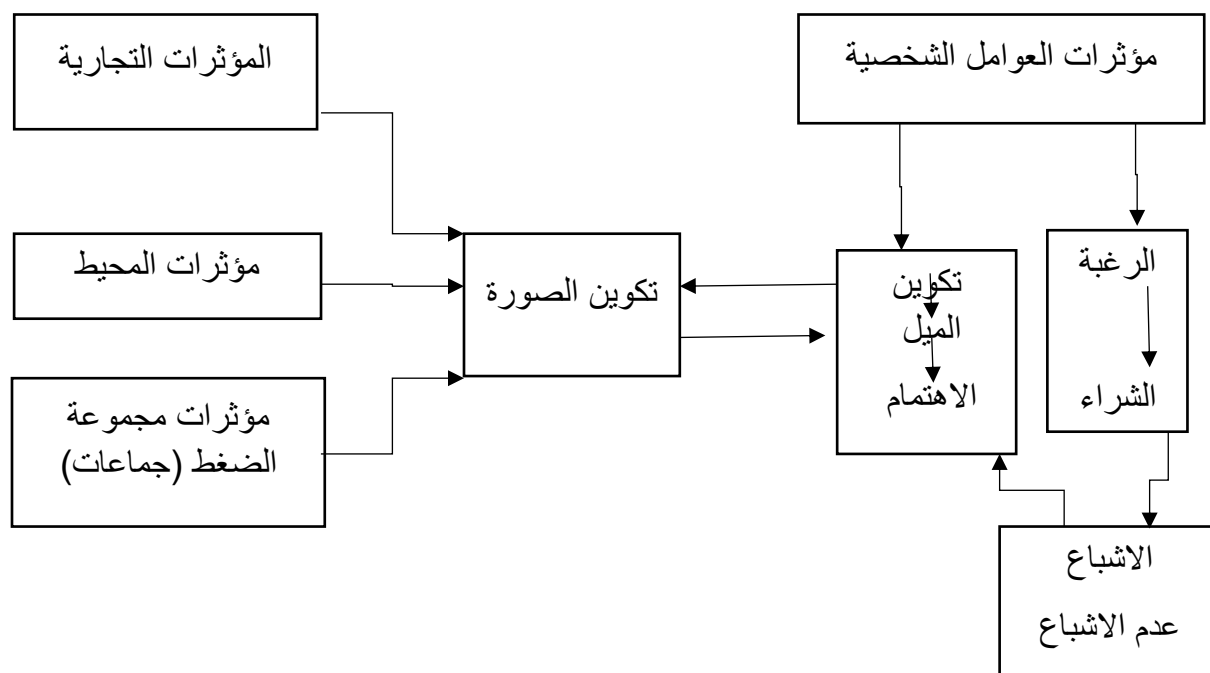 مؤثرات العوامل الشخصية
المؤثرات التجارية
مؤثرات المحيط
مؤثرات مجموعة
الضغط (جماعات)
تكوين الصورة
تكوين
الميل
الاهتمام
الرغبة
الشراء
الاشباع
عدم الاشباع